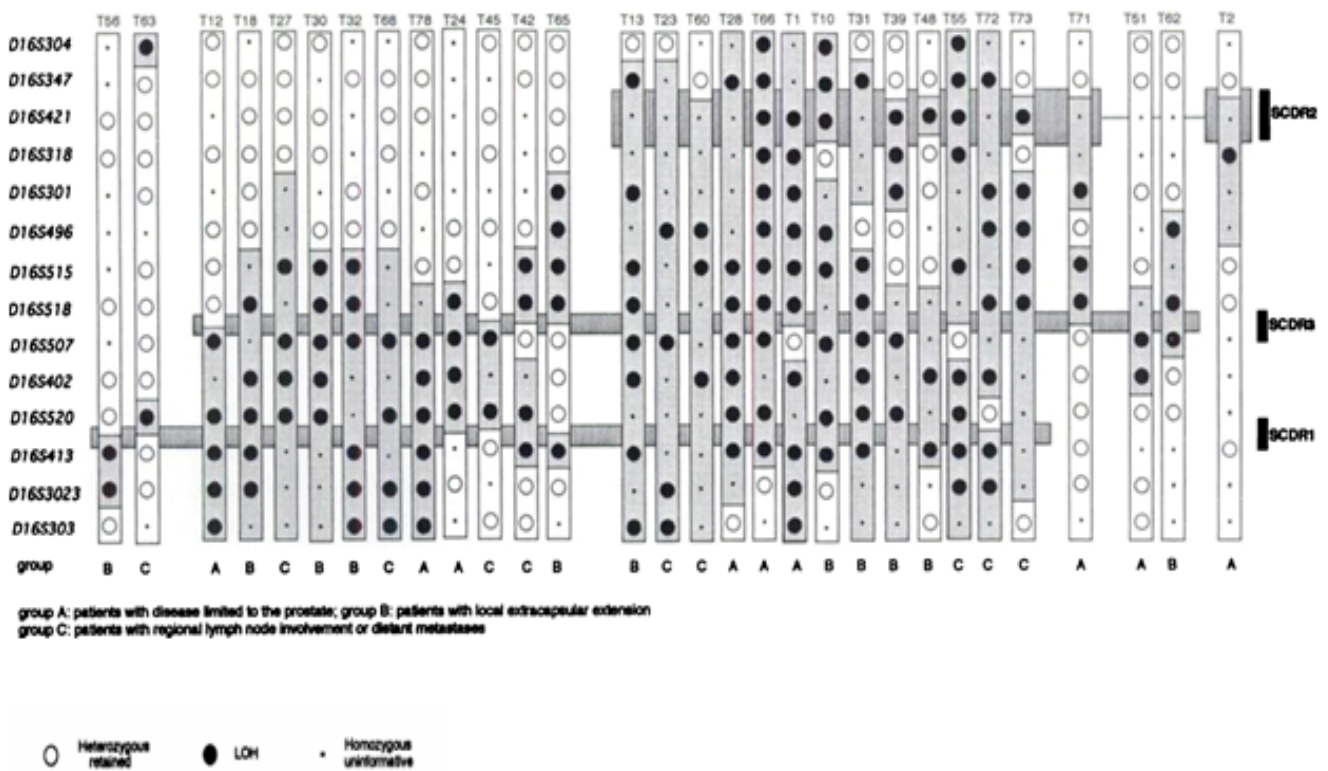 T56 T63 T12 T18 T27 T30 T32 T68 T78 T24 T45 T42 T65 T13 T23 T60 T28 T66 T1 T10 T31 T39 T48 T55 T72 T73 T71 T51 T62 T2
D16S304
D16S347
D16S421 SCDR2
D16S318
D16S301
D16S496
D16S515
D16S518
D16S507 SCDR3
D16S402
D16S520
D16S413 SCDR1
D16S3023
D16S303
group B C A B C B B C A A C C B B C C A A A B B B B C C C A A B A
group A: patients with disease limited to the prostate; group B: patients with local extracapsular extension
group C: patients with regional lymph node involvement or distant metastases
Heterozygous retained LOH Homozygous uninformative